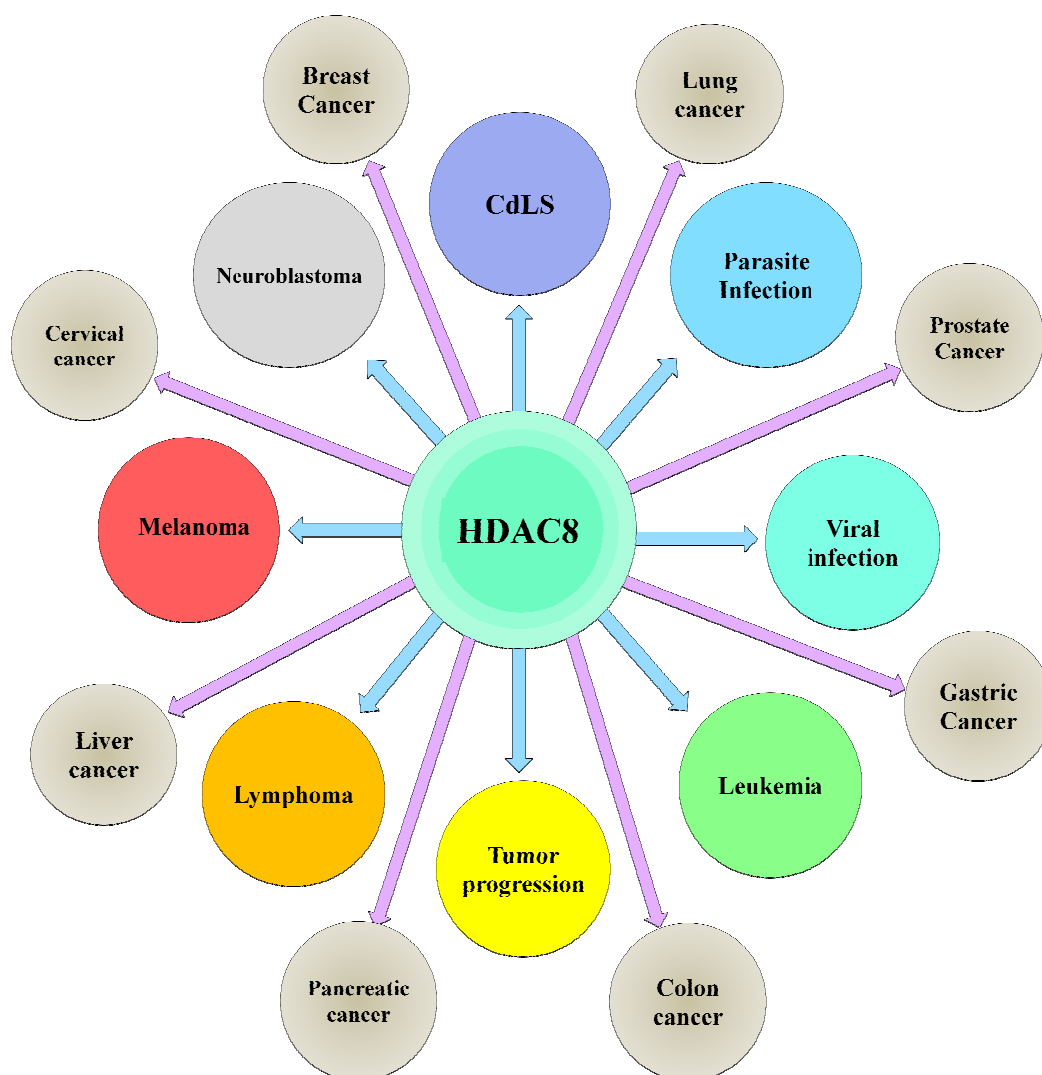 Breast
Cancer
Lung
cancer
CdLS
Neuroblastoma
Parasite
Infection
Cervical
cancer
Prostate
Cancer
Melanoma
HDAC8
Viral
infection
Liver
cancer
Gastric
Cancer
Lymphoma
Leukemia
Tumor
progression
Pancreatic
cancer
Colon
cancer